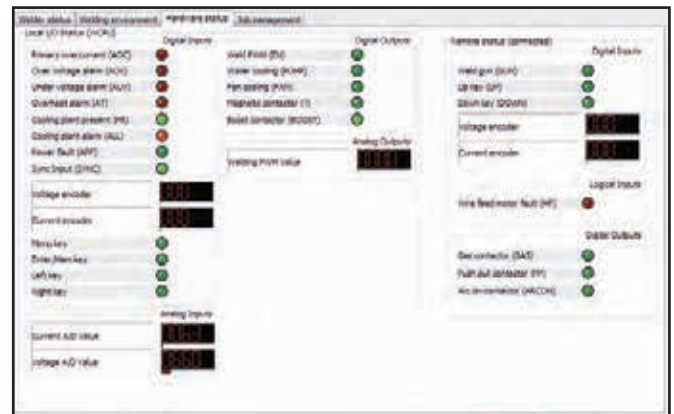 Welder status
Welding environment
Hardware status
Job management
Local I/O Status (WCPU)
Digital Inputs
Primary overcurrent (AOC)
Over voltage alarm (AOV)
Under voltage alarm (AUV)
Overheat alarm (AT)
Cooling plant present (PR)
Cooling plant alarm (ALL)
Power fault (APF)
Sync Input (SYNC)
Voltage encoder
Current encoder
Menu key
Enter/Mem key
Left key
Right key
Analog Inputs
Current A/D value
Voltage A/D value
Digital Outputs
Weld PWM (EN)
Water cooling (PUMP)
Fan cooling (FAN)
Magnetic contactor (T)
Boost contactor (BOOST)
Analog Outputs
Welding PWM value
Remote status (connected)
Digital Inputs
Weld gun (GUN)
Up key (UP)
Down key (DOWN)
Voltage encoder
Current encoder
Logical Inputs
Wire feed motor fault (MF)
Digital Outputs
Gas contactor (GAS)
Push pull contactor (PP)
Arc on contactor (ARCON)